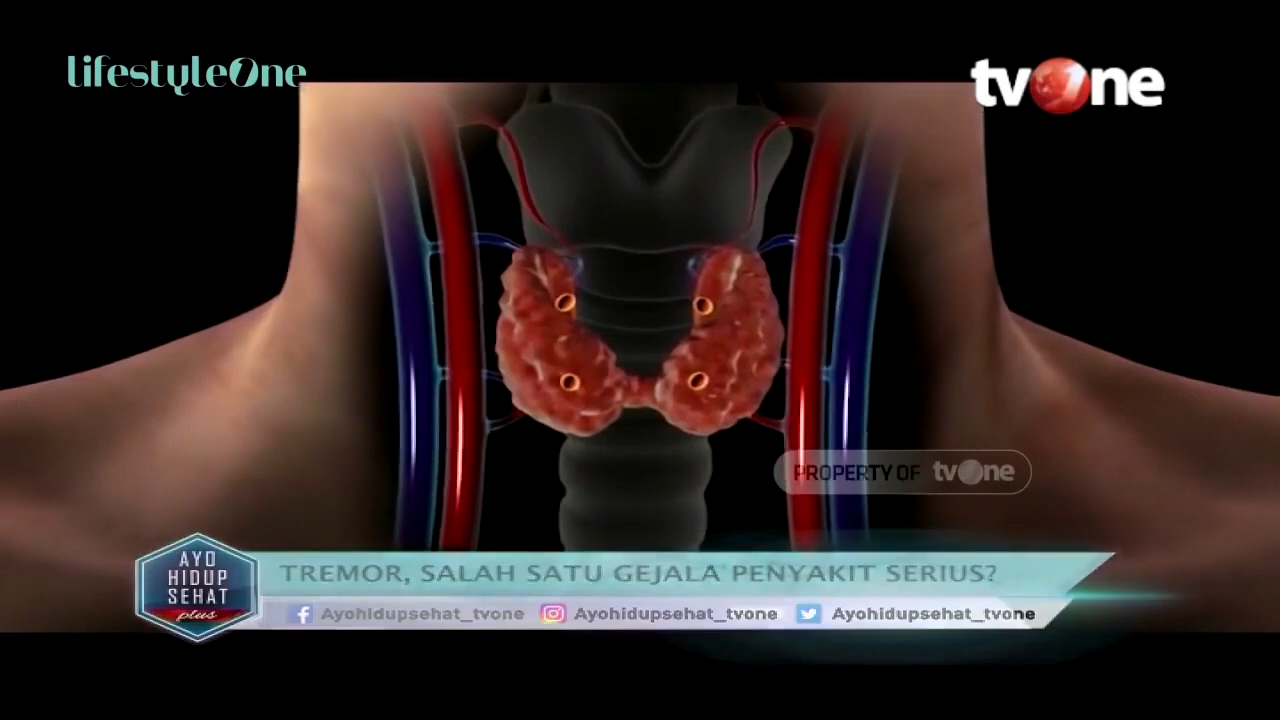 lifestyleOne
tvOne
PROPERTY OF tvOne
AYO
HIDUP
SEHAT
plus
TREMOR, SALAH SATU GEJALA PENYAKIT SERIUS?
Ayohidupsehat_tvone Ayohidupsehat_tvone Ayohidupsehat_tvone